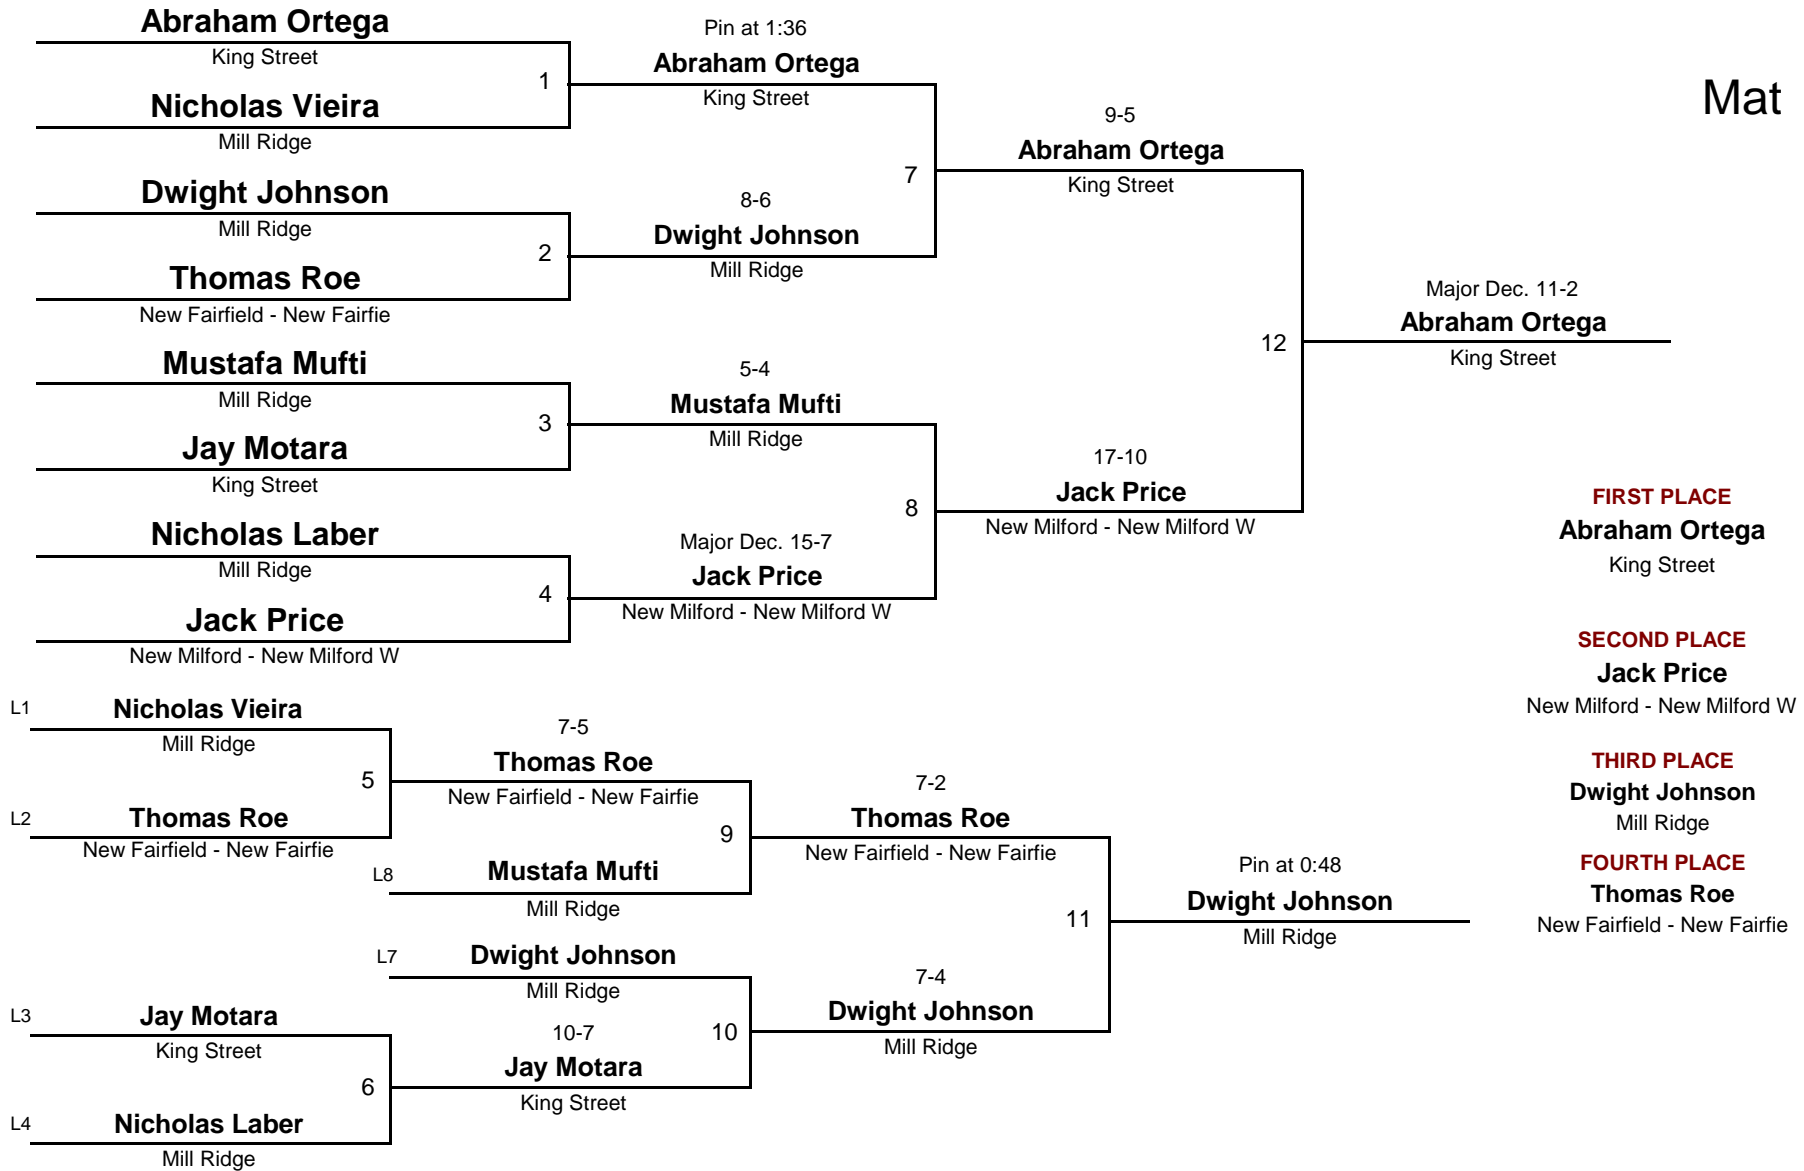 Abraham Ortega
King Street
1
Nicholas Vieira
Mill Ridge
Dwight Johnson
Mill Ridge
2
Thomas Roe
New Fairfield - New Fairfie
Mustafa Mufti
Mill Ridge
3
Jay Motara
King Street
Nicholas Laber
Mill Ridge
4
Jack Price
New Milford - New Milford W
Pin at 1:36
Abraham Ortega
King Street
7
8-6
Dwight Johnson
Mill Ridge
5-4
Mustafa Mufti
Mill Ridge
8
Major Dec. 15-7
Jack Price
New Milford - New Milford W
9-5
Abraham Ortega
King Street
12
17-10
Jack Price
New Milford - New Milford W
Major Dec. 11-2
Abraham Ortega
King Street
Mat
FIRST PLACE
Abraham Ortega
King Street
SECOND PLACE
Jack Price
New Milford - New Milford W
THIRD PLACE
Dwight Johnson
Mill Ridge
FOURTH PLACE
Thomas Roe
New Fairfield - New Fairfie
L1
Nicholas Vieira
Mill Ridge
5
L2
Thomas Roe
New Fairfield - New Fairfie
L3
Jay Motara
King Street
6
L4
Nicholas Laber
Mill Ridge
7-5
Thomas Roe
New Fairfield - New Fairfie
9
L8
Mustafa Mufti
Mill Ridge
L7
Dwight Johnson
Mill Ridge
10
10-7
Jay Motara
King Street
7-2
Thomas Roe
New Fairfield - New Fairfie
11
7-4
Dwight Johnson
Mill Ridge
Pin at 0:48
Dwight Johnson
Mill Ridge